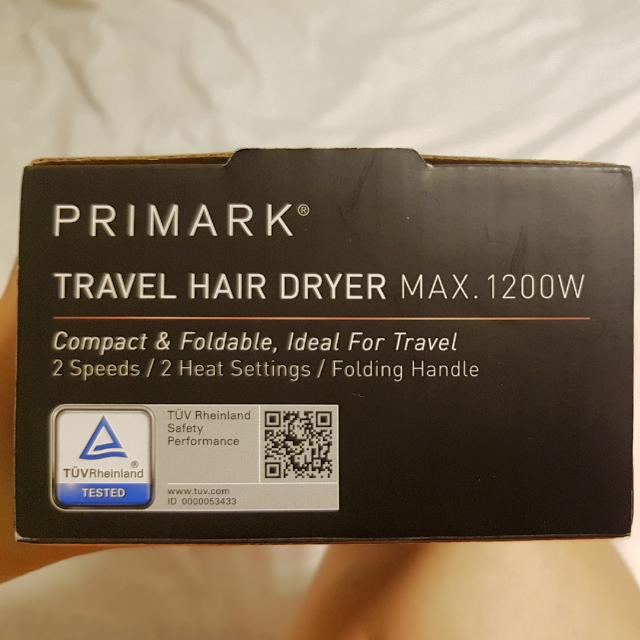 PRIMARK®
TRAVEL HAIR DRYER MAX. 1200W
Compact & Foldable, Ideal For Travel
2 Speeds / 2 Heat Settings / Folding Handle
TÜVRheinland®
TESTED
TÜV Rheinland
Safety
Performance
www.tuv.com
ID 0000053433